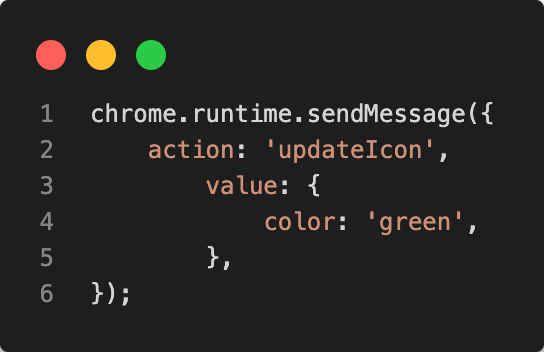 1 chrome.runtime.sendMessage({
2     action: 'updateIcon',
3         value: {
4             color: 'green',
5         },
6 });